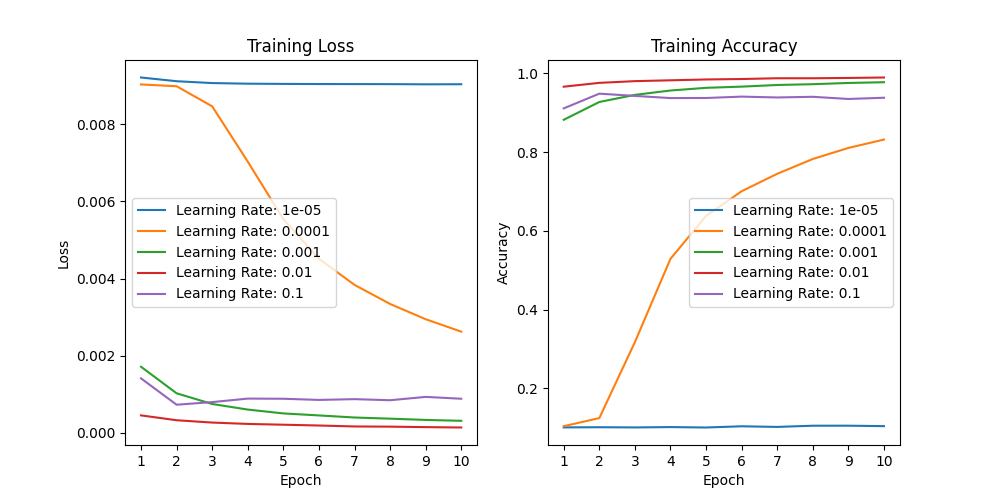 Training Loss
0.008
0.006
0.004
0.002
0.000
Loss
Learning Rate: 1e-05
Learning Rate: 0.0001
Learning Rate: 0.001
Learning Rate: 0.01
Learning Rate: 0.1
1 2 3 4 5 6 7 8 9 10
Epoch
Training Accuracy
1.0
0.8
0.6
0.4
0.2
Accuracy
Learning Rate: 1e-05
Learning Rate: 0.0001
Learning Rate: 0.001
Learning Rate: 0.01
Learning Rate: 0.1
1 2 3 4 5 6 7 8 9 10
Epoch